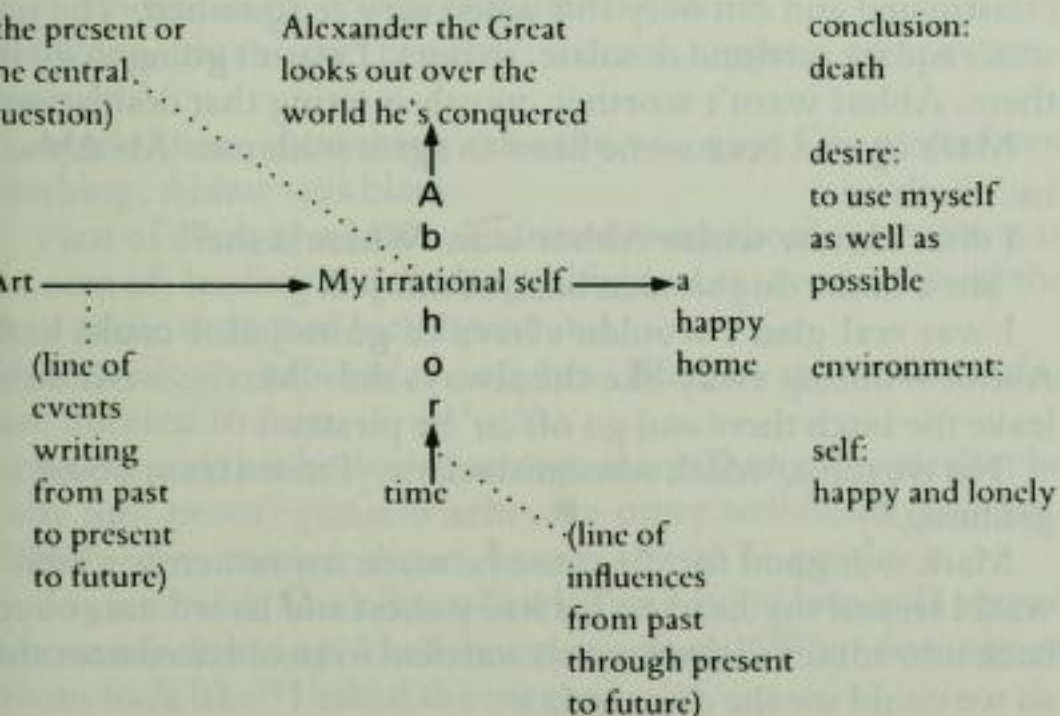 the present or
he central.
uestion)
Alexander the Great
looks out over the
world he's conquered
conclusion:
death
desire:
to use myself
as well as
possible
environment:
self:
happy and lonely
A
b
Art My irrational self a
h
o
r
happy
home
time
(line of
events
writing
from past
to present
to future)
(line of
influences
from past
through present
to future)